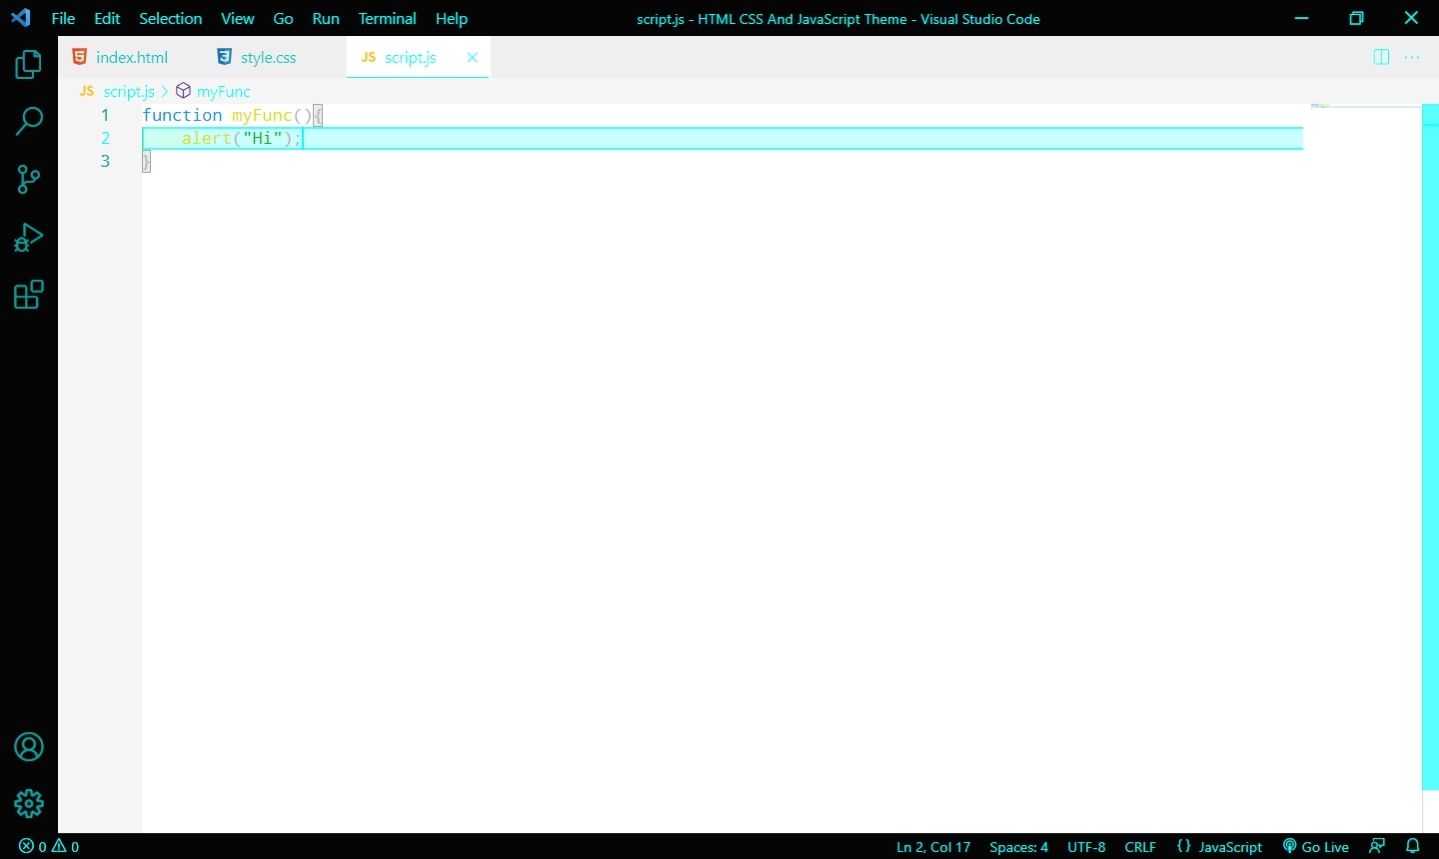 File Edit Selection View Go Run Terminal Help script.js - HTML CSS And JavaScript Theme - Visual Studio Code
index.html style.css JS script.js
JS script.js myFunc
1 function myFunc(){
2 alert("Hi");
3 }
0 0 Ln 2, Col 17 Spaces: 4 UTF-8 CRLF {} JavaScript Go Live